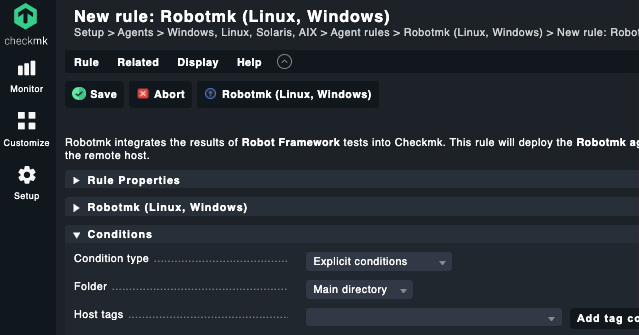 New rule: Robotmk (Linux, Windows)
Setup > Agents > Windows, Linux, Solaris, AIX > Agent rules > Robotmk (Linux, Windows) > New rule:
checkmk
Rule Related Display Help
Monitor
Save Abort Robotmk (Linux, Windows)
Customize
Robotmk integrates the results of Robot Framework tests into Checkmk. This rule will deploy the Robotmk
the remote host.
Rule Properties
Setup
Robotmk (Linux, Windows)
Conditions
Condition type
Explicit conditions
Folder
Main directory
Host tags
Add tag